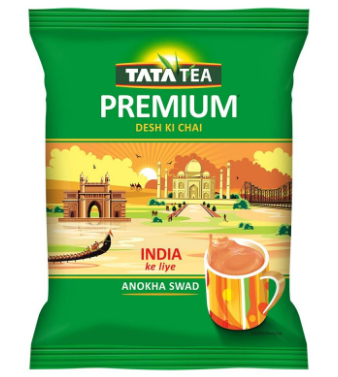 TATA TEA
PREMIUM
DESH KI CHAI
INDIA
ke liye
ANOKHA SWAD